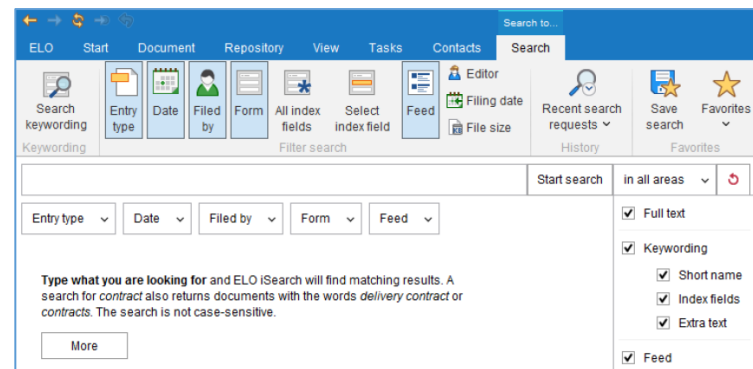 Search to...
ELO Start Document Repository View Tasks Contacts Search
Search keywording
Entry type
Date
Filed by
Form
All index fields
Select index field
Feed
Editor
Filing date
File size
Recent search requests
Save search
Favorites
Keywording
Filter search
History
Favorites
Start search
in all areas
Entry type
Date
Filed by
Form
Feed
Type what you are looking for and ELO iSearch will find matching results. A
search for contract also returns documents with the words delivery contract or
contracts. The search is not case-sensitive.
More
Full text
Keywording
Short name
Index fields
Extra text
Feed